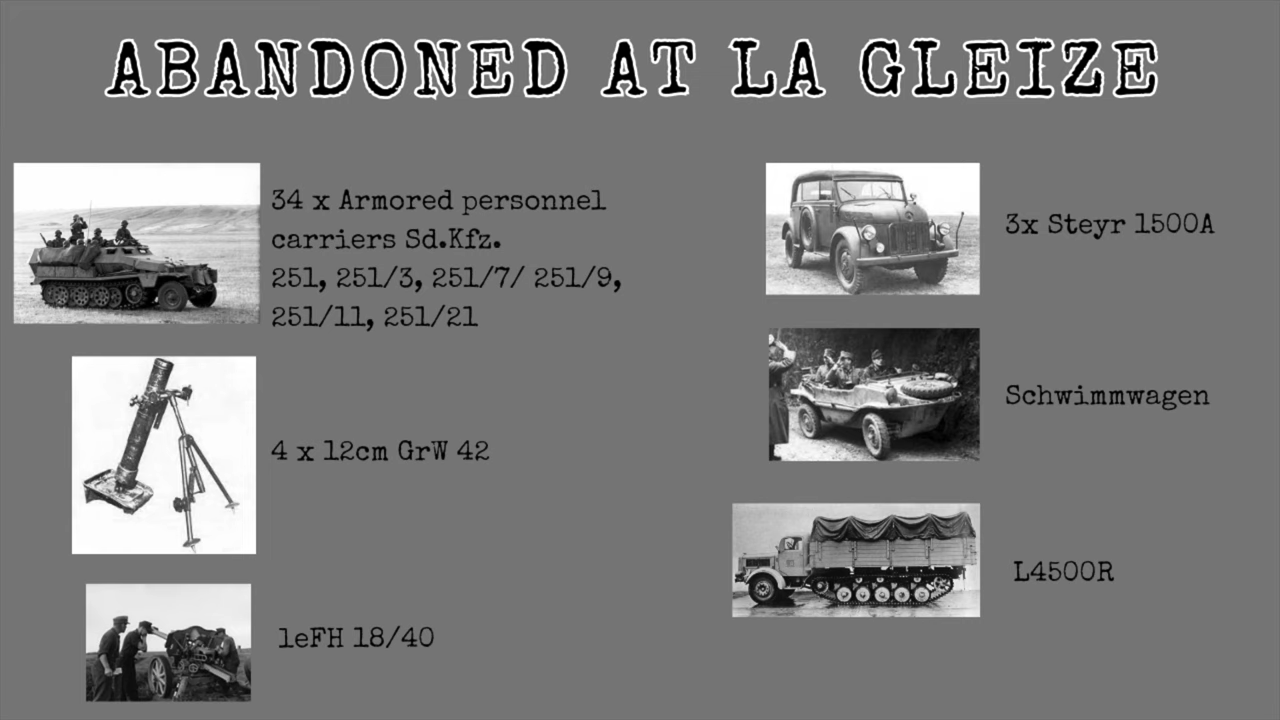 ABANDONED AT LA GLEIZE
34 x Armored personnel
carriers Sd.Kfz.
251, 251/3, 251/7/ 251/9,
251/11, 251/21
4 x 12cm GrW 42
leFH 18/40
3x Steyr 1500A
Schwimmwagen
L4500R